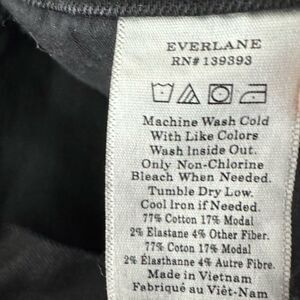 EVERLANE
RN# 139393
Machine Wash Cold
With Like Colors
Wash Inside Out.
Only Non-Chlorine
Bleach When Needed.
Tumble Dry Low.
Cool Iron if Needed.
77% Cotton 17% Modal
2% Elastane 4% Other Fiber.
77% Coton 17% Modal
2% Élasthanne 4% Autre Fibre.
Made in Vietnam
Fabriqué au Viêt-Nam